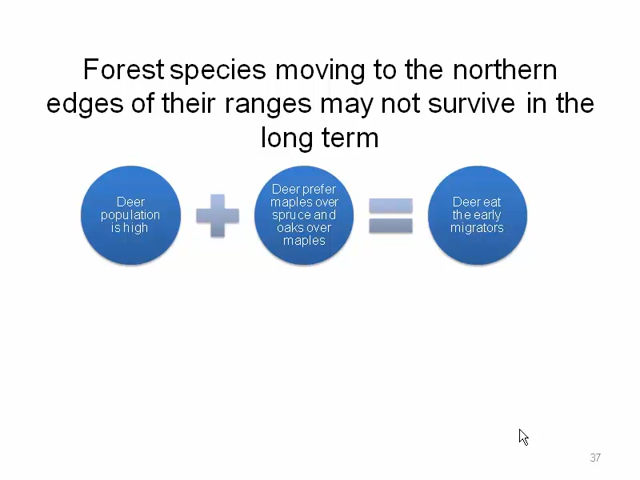 Forest species moving to the northern
edges of their ranges may not survive in the
long term
Deer
population
is high
Deer prefer
maples over
spruce and
oaks over
maples
Deer eat
the early
migrators
37